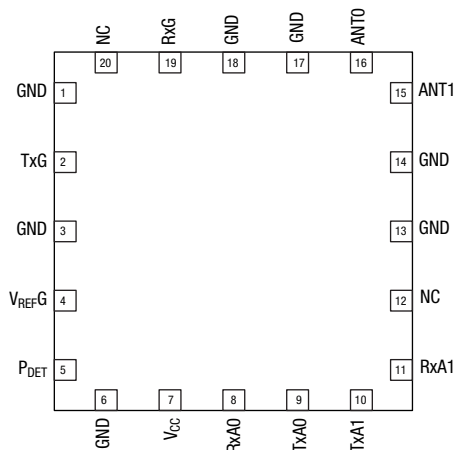 NC RxG GND GND ANT0
20 19 18 17 16
GND 1 15 ANT1
TxG 2 14 GND
GND 3 13 GND
VREFG 4 12 NC
PDET 5 11 RxA1
6 7 8 9 10
GND VCC RxA0 TxA0 TxA1